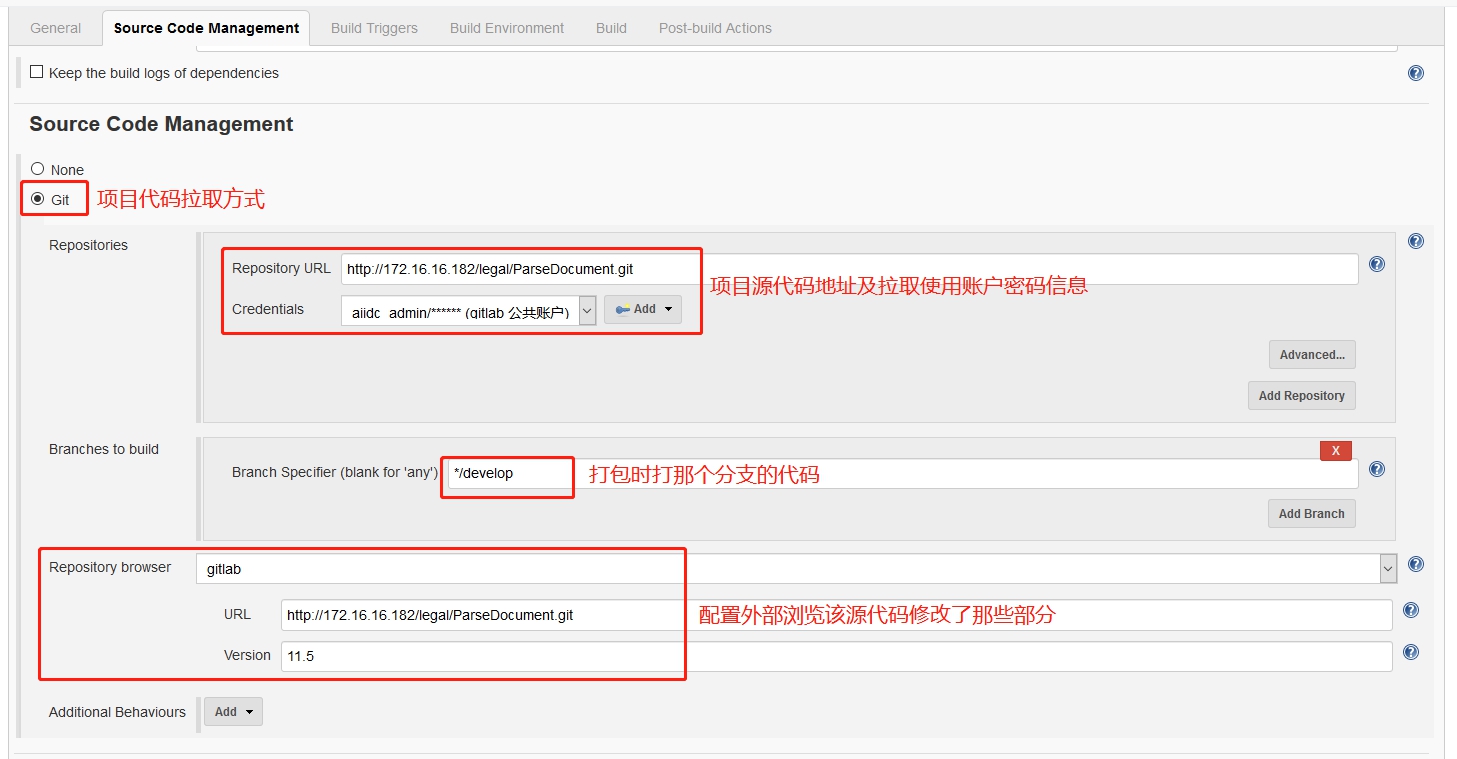 General Source Code Management Build Triggers Build Environment Build Post-build Actions
Keep the build logs of dependencies
Source Code Management
None
Git 项目代码拉取方式
Repositories
Repository URL http://172.16.16.182/legal/ParseDocument.git
项目源代码地址及拉取使用账户密码信息
Credentials aiidc_admin/****** (gitlab 公共账户) Add
Advanced...
Add Repository
Branches to build
X
Branch Specifier (blank for 'any') */develop 打包时打那个分支的代码
Add Branch
Repository browser gitlab
URL http://172.16.16.182/legal/ParseDocument.git 配置外部浏览该源代码修改了那些部分
Version 11.5
Additional Behaviours Add